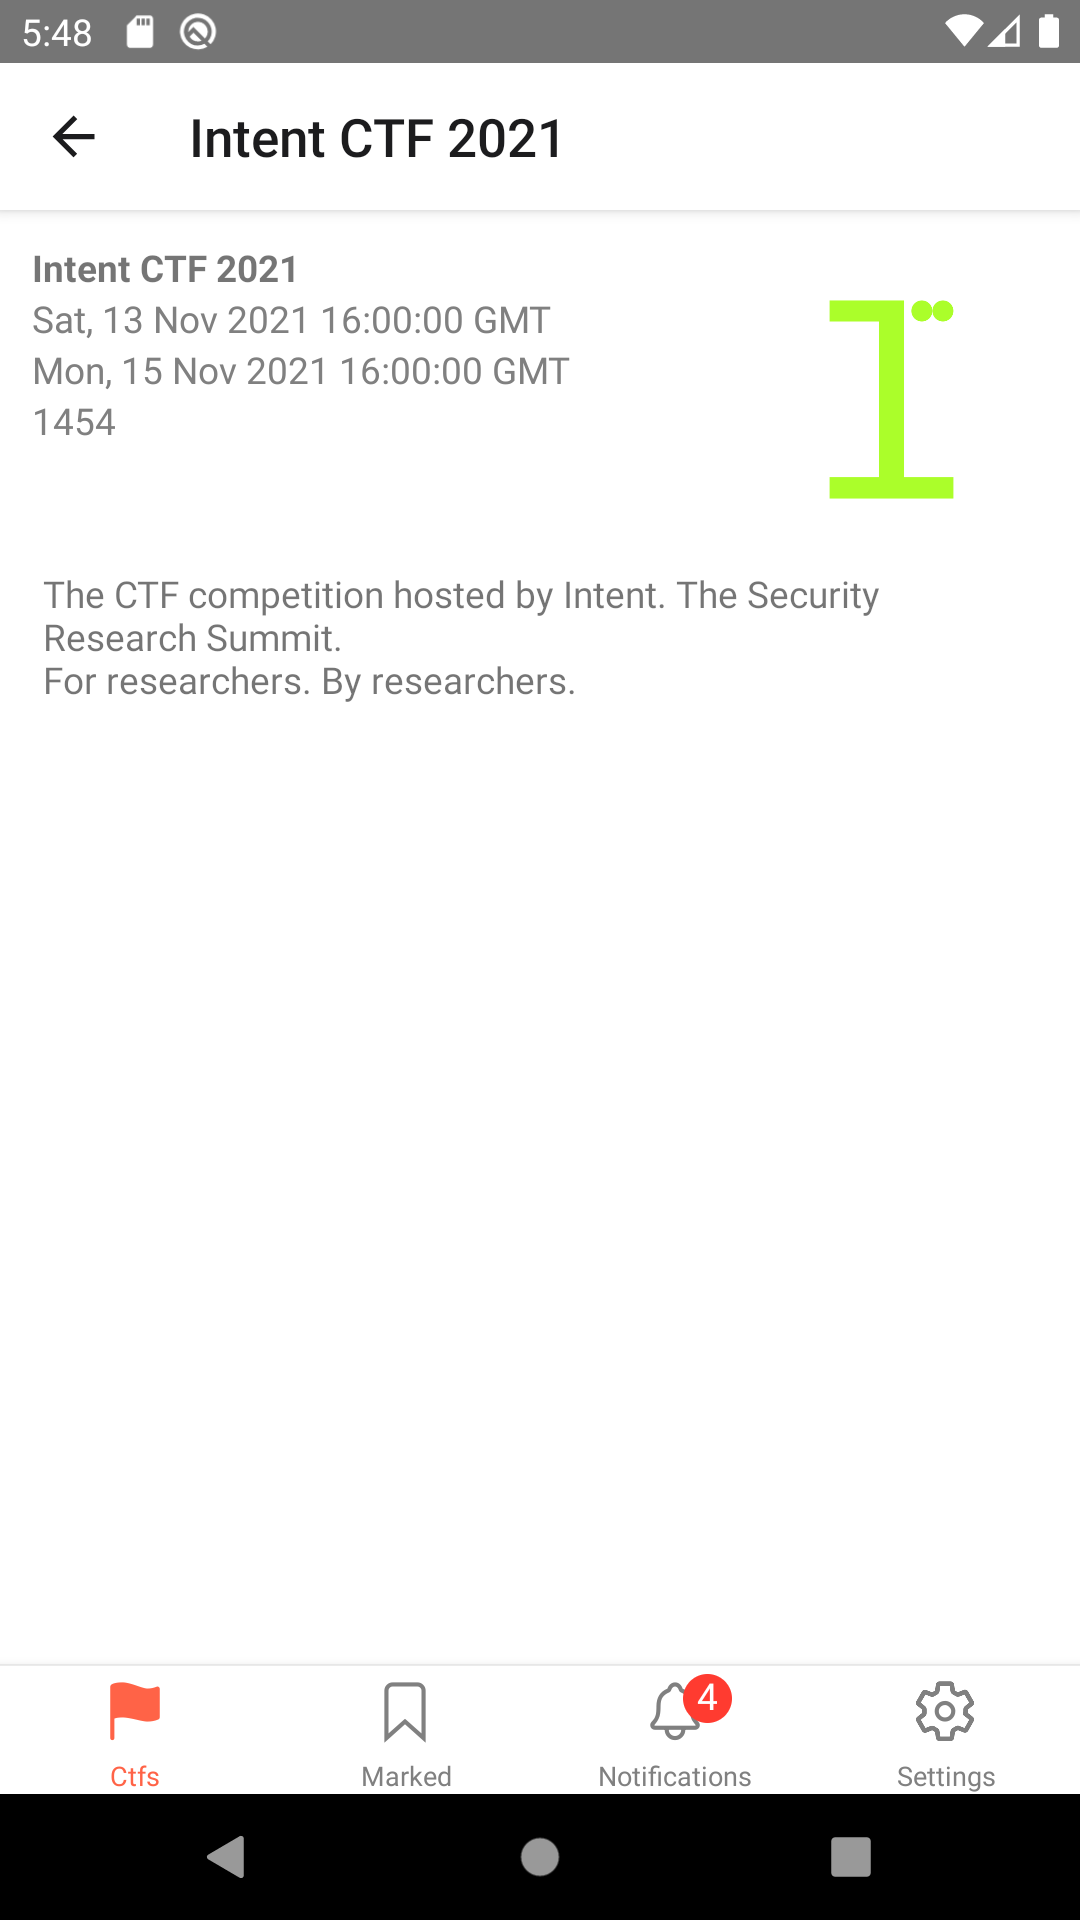 5:48
Intent CTF 2021
Intent CTF 2021
Sat, 13 Nov 2021 16:00:00 GMT
Mon, 15 Nov 2021 16:00:00 GMT
1454
The CTF competition hosted by Intent. The Security
Research Summit.
For researchers. By researchers.
4
Ctfs
Marked
Notifications
Settings